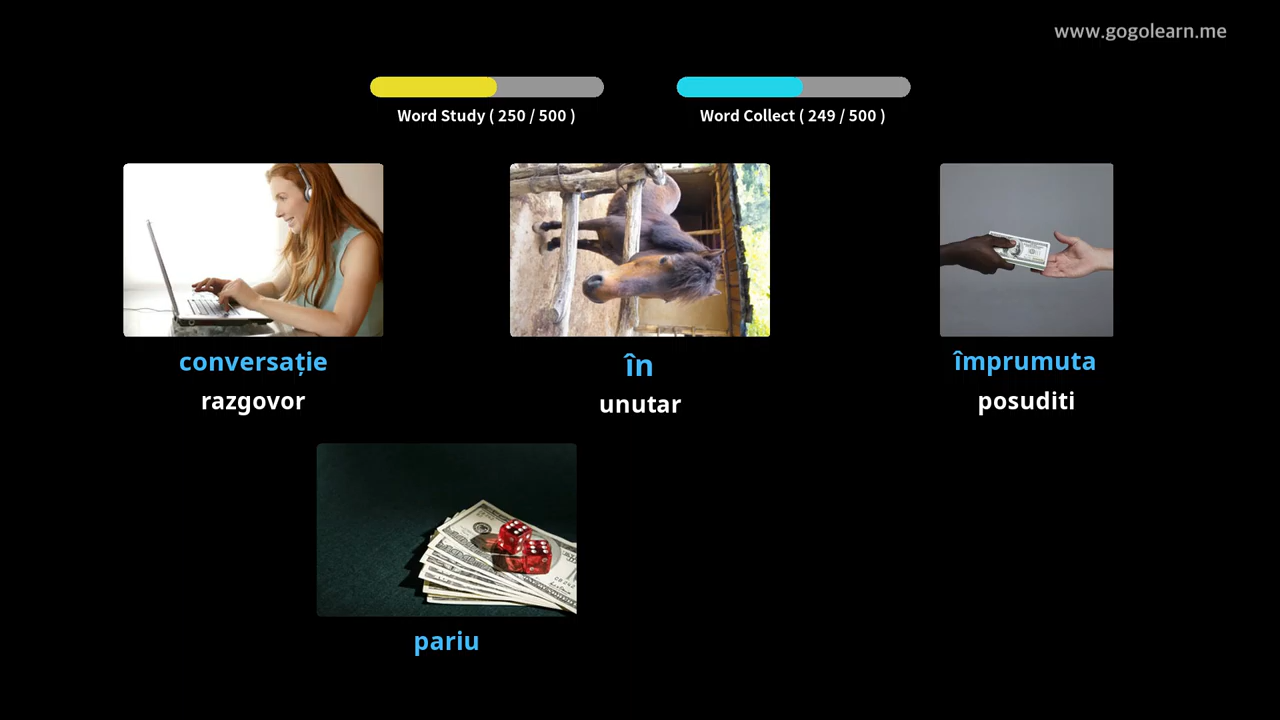 www.gogolearn.me
Word Study ( 250 / 500 )
Word Collect ( 249 / 500 )
conversație
razgovor
în
unutar
împrumuta
posuditi
pariu